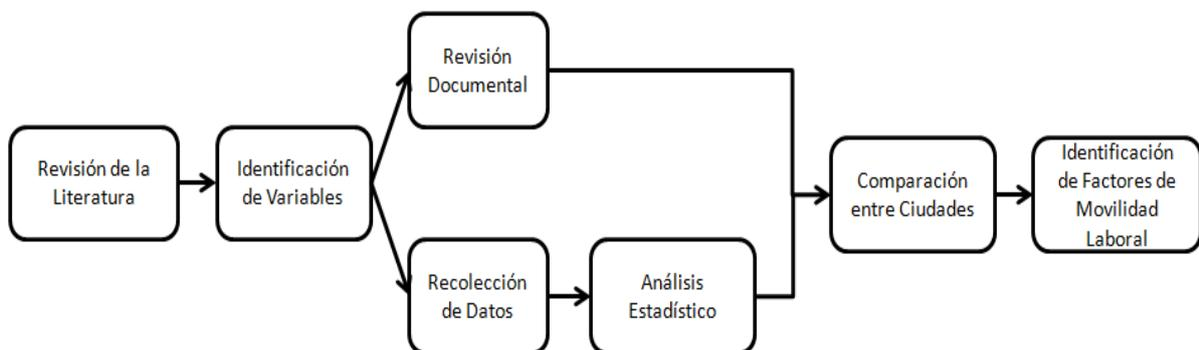 Revisión de la
Literatura
Identificación
de Variables
Revisión
Documental
Recolección
de Datos
Análisis
Estadístico
Comparación
entre Ciudades
Identificación
de Factores de
Movilidad
Laboral